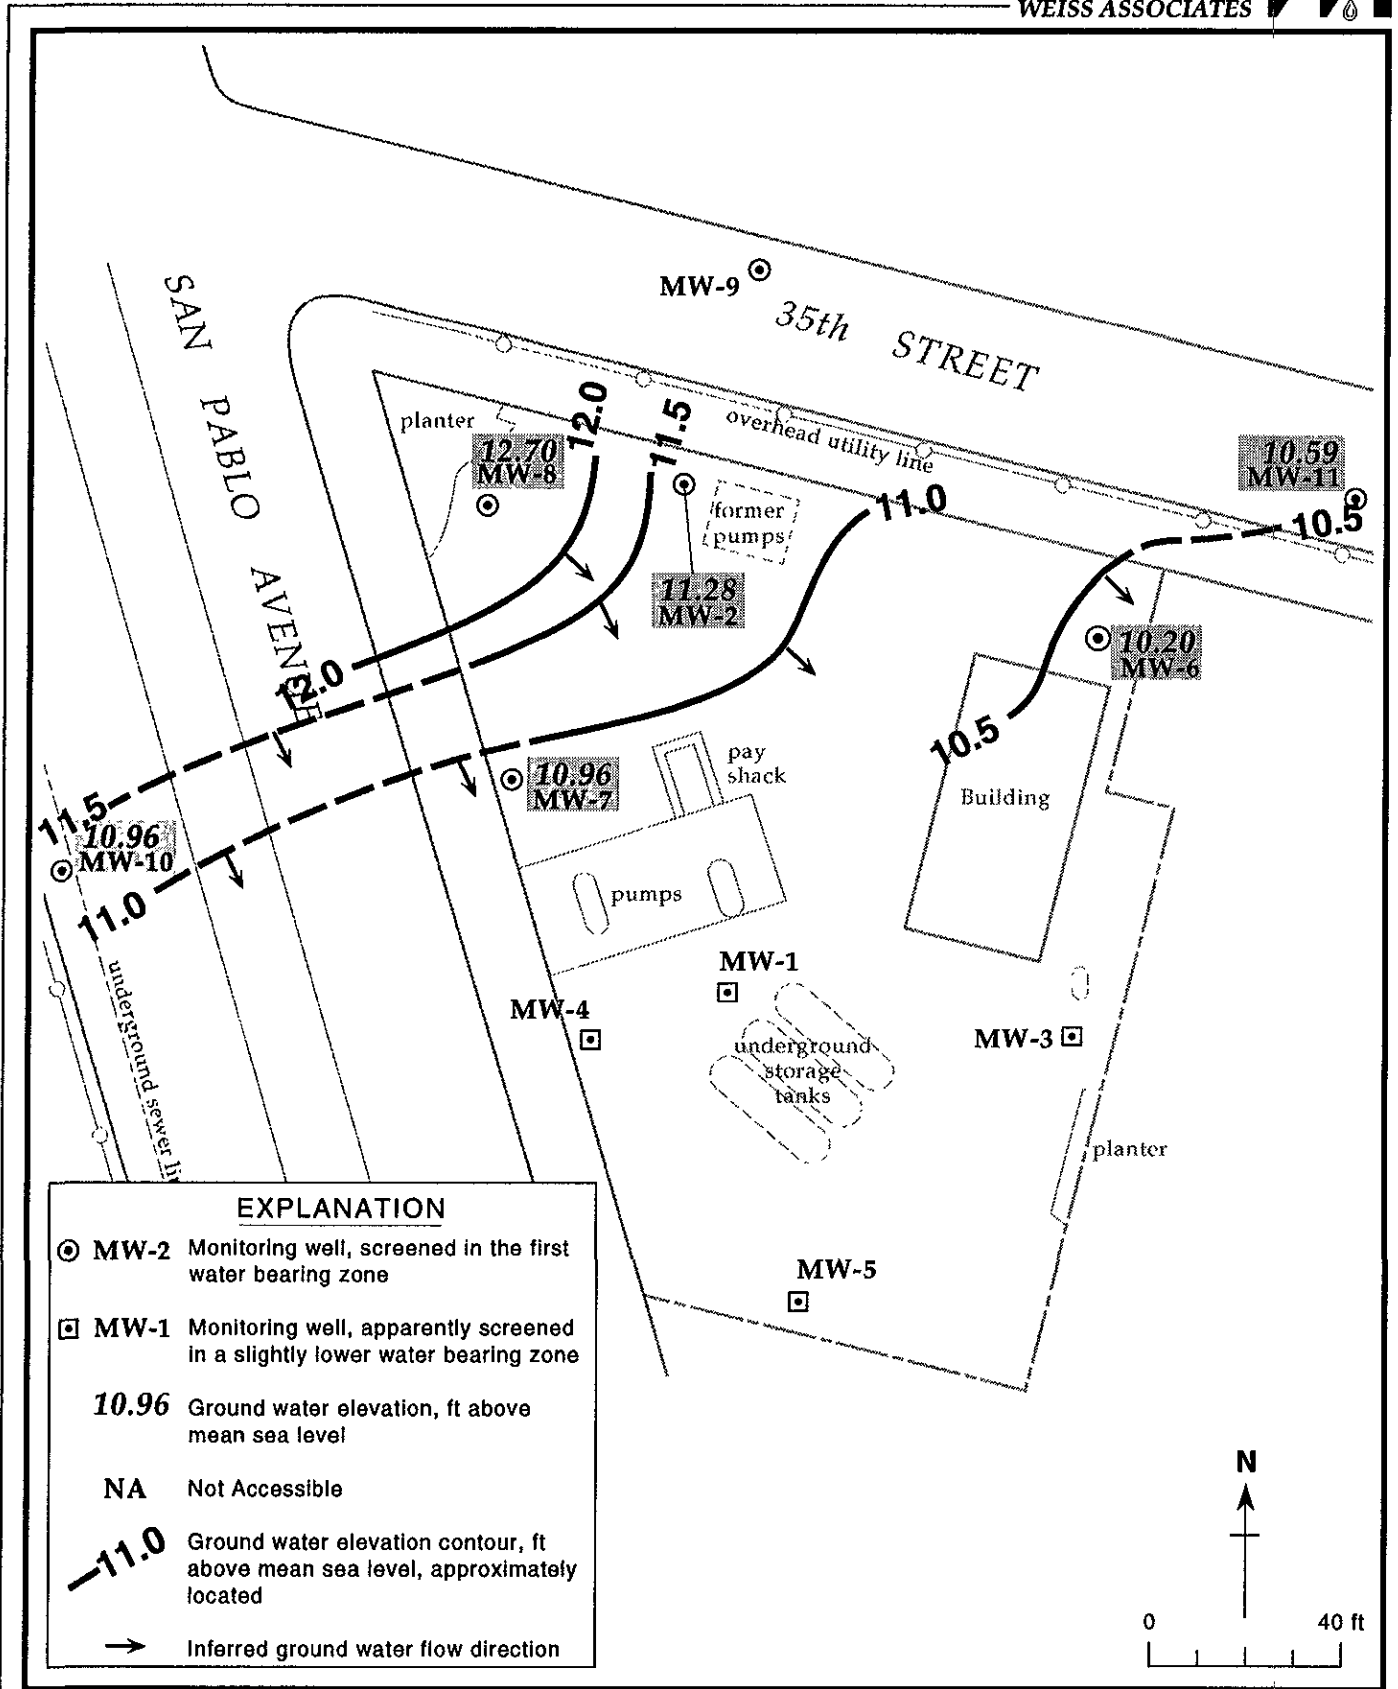 WEISS ASSOCIATES
MW-9
35th STREET
SAN PABLO AVENUE
planter
12.70
MW-8
12.0
11.5
overhead utility line
10.59
MW-11
former
pumps
11.0
10.5
11.28
MW-2
10.20
MW-6
12.0
10.5
pay
shack
10.96
MW-7
Building
11.5
10.96
MW-10
11.0
pumps
MW-1
MW-4
underground
storage
tanks
MW-3
underground sewer li
planter
MW-5
EXPLANATION
MW-2 Monitoring well, screened in the first
water bearing zone
MW-1 Monitoring well, apparently screened
in a slightly lower water bearing zone
10.96 Ground water elevation, ft above
mean sea level
NA Not Accessible
11.0 Ground water elevation contour, ft
above mean sea level, approximately
located
Inferred ground water flow direction
N
0 40 ft